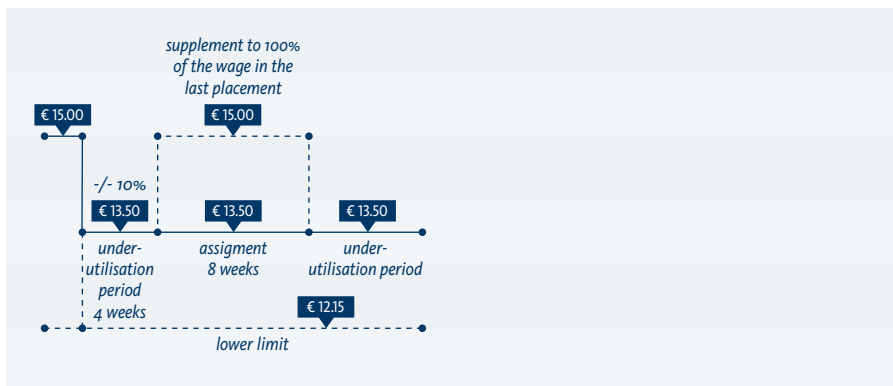 supplement to 100%
of the wage in the
last placement
€ 15.00
€ 15.00
-/- 10%
€ 13.50
€ 13.50
€ 13.50
under-
utilisation
period
4 weeks
assigment
8 weeks
under-
utilisation period
€ 12.15
lower limit